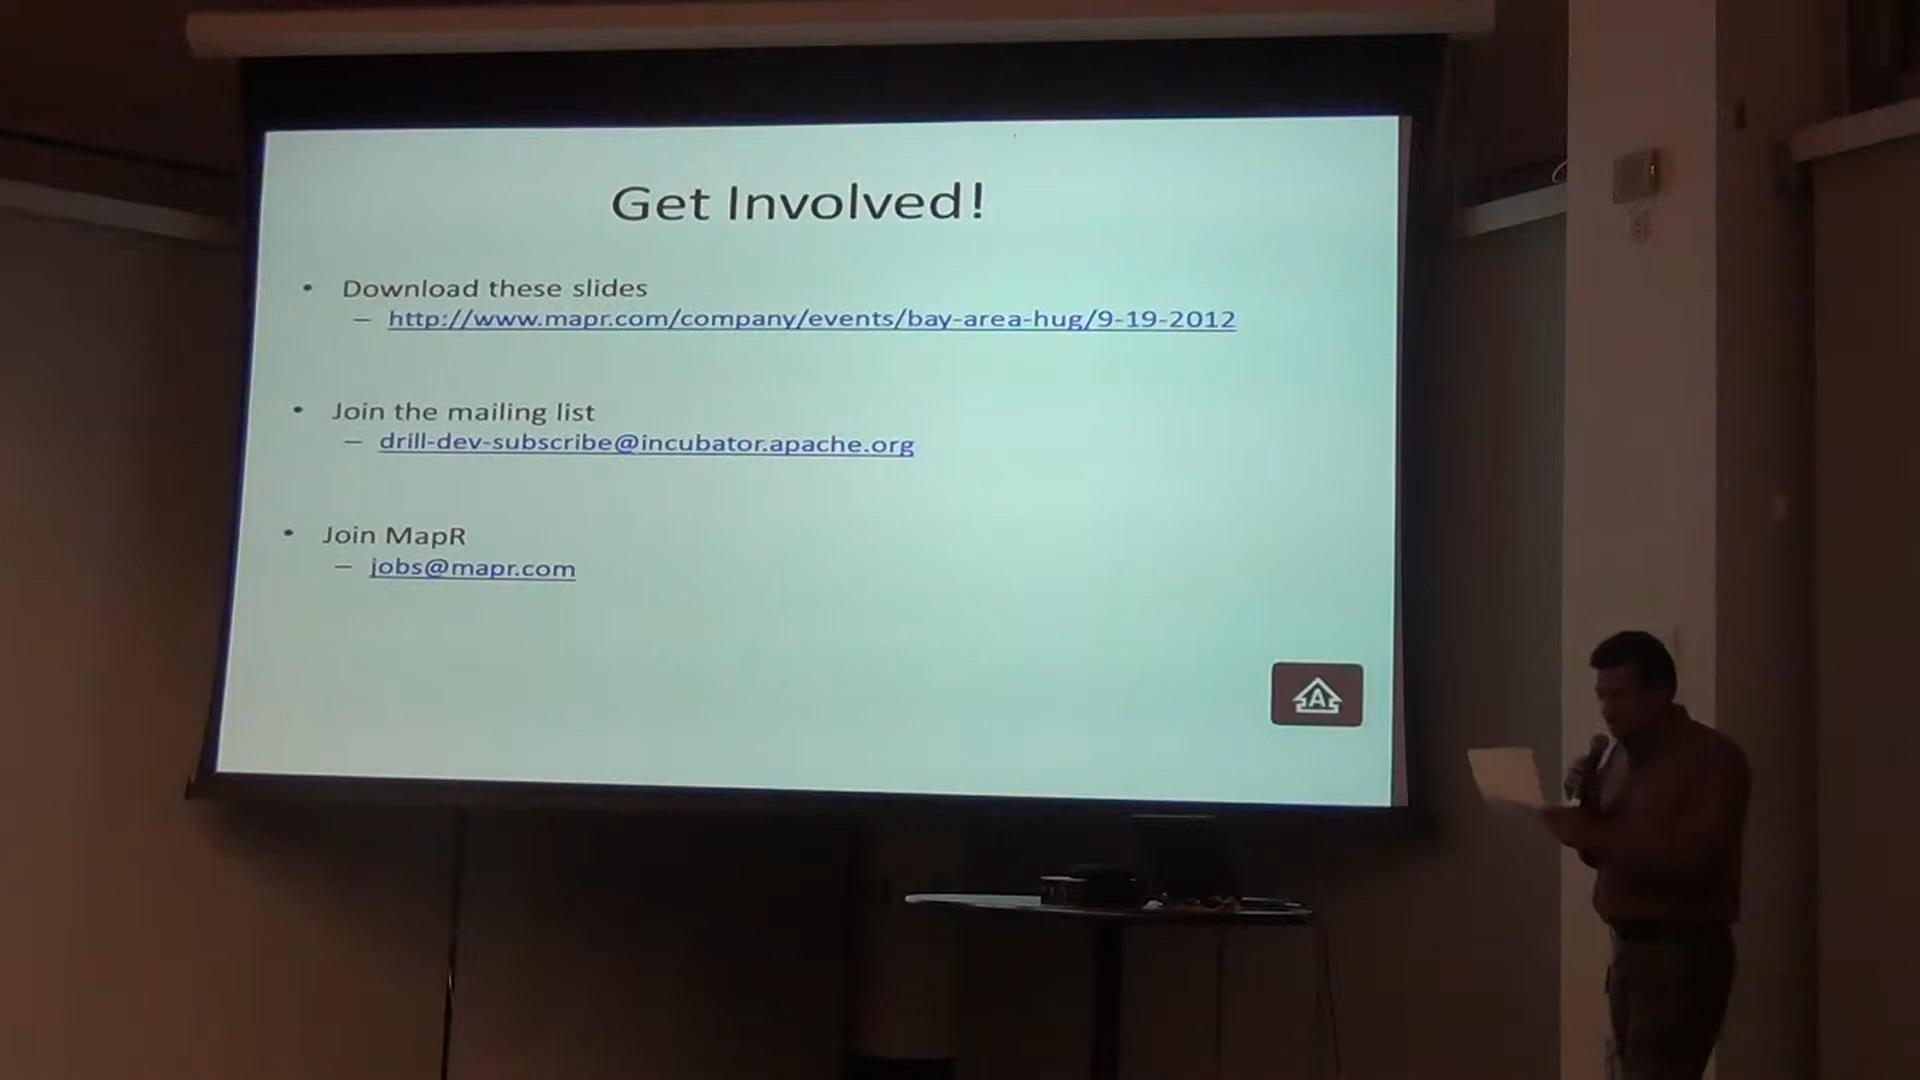 Get Involved!
• Download these slides
– http://www.mapr.com/company/events/bay-area-hug/9-19-2012
• Join the mailing list
– drill-dev-subscribe@incubator.apache.org
• Join MapR
– jobs@mapr.com
A